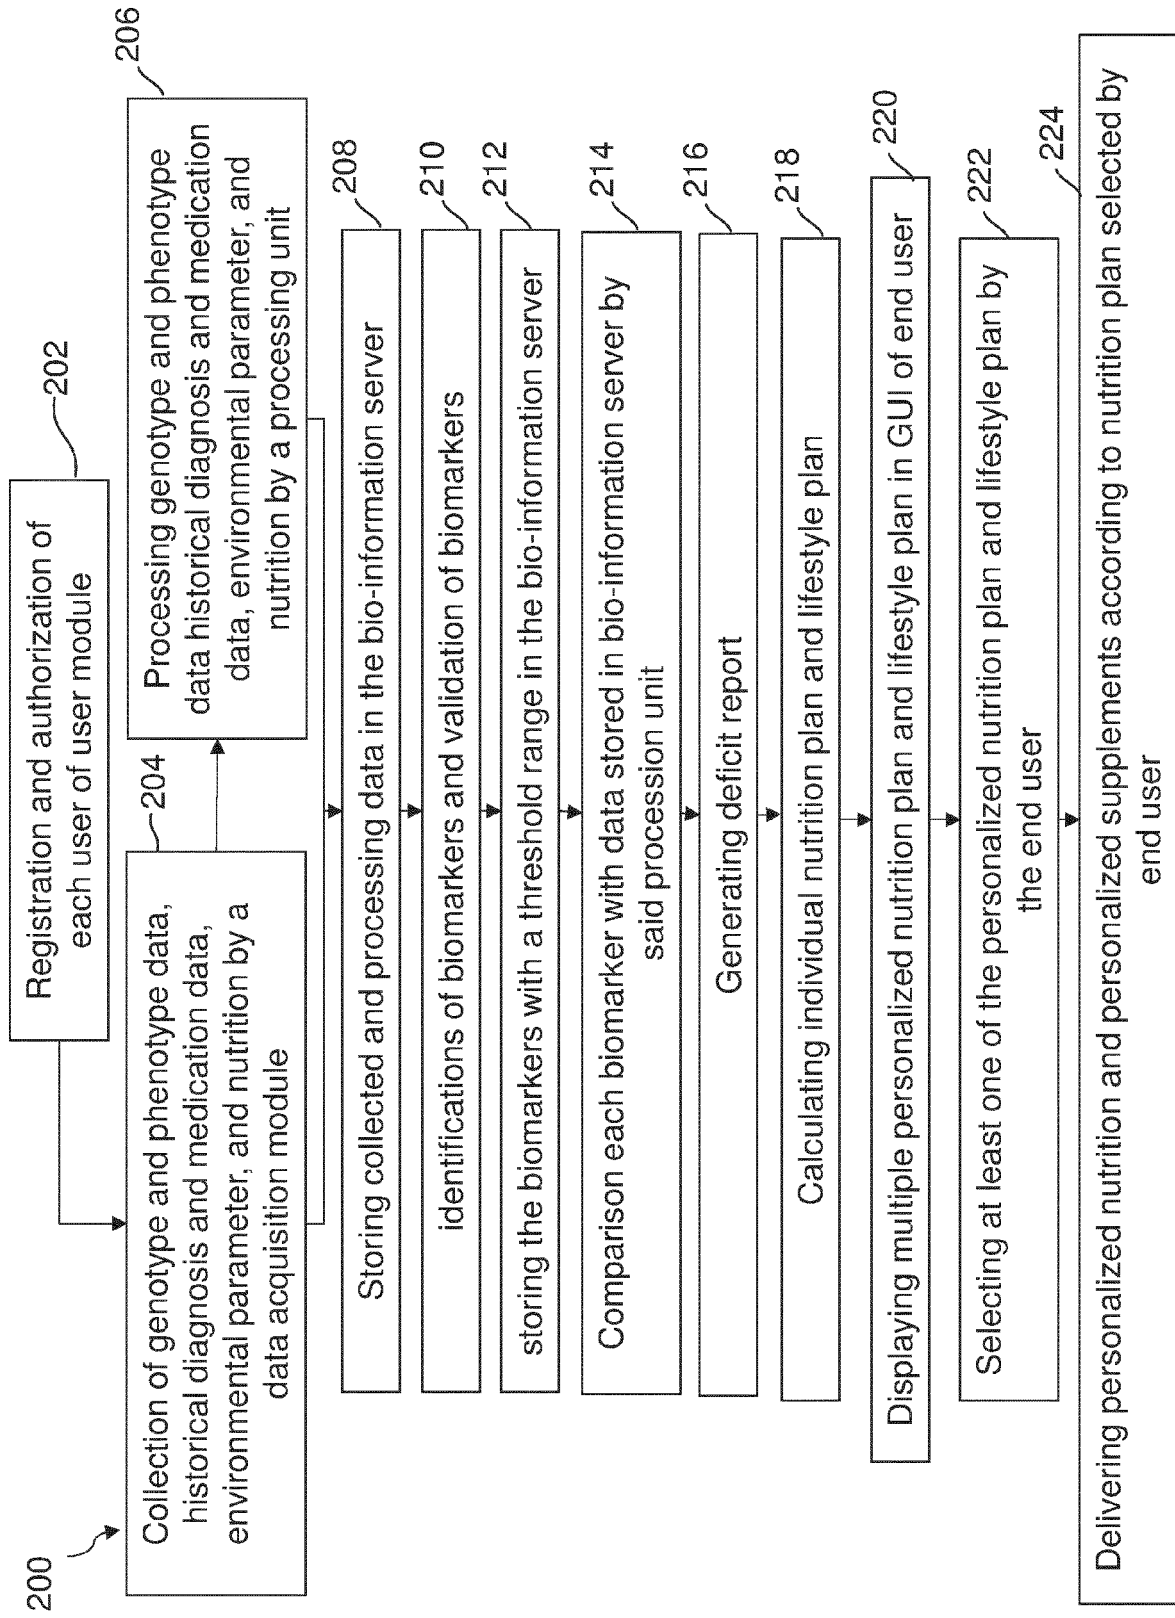 200
Registration and authorization of
each user of user module
202
Collection of genotype and phenotype data,
historical diagnosis and medication data,
environmental parameter, and nutrition by a
data acquisition module
204
Processing genotype and phenotype
data historical diagnosis and medication
data, environmental parameter, and
nutrition by a processing unit
206
Storing collected and processing data in the bio-information server
208
identifications of biomarkers and validation of biomarkers
210
storing the biomarkers with a threshold range in the bio-information server
212
Comparison each biomarker with data stored in bio-information server by
said procession unit
214
Generating deficit report
216
Calculating individual nutrition plan and lifestyle plan
218
Displaying multiple personalized nutrition plan and lifestyle plan in GUI of end user
220
Selecting at least one of the personalized nutrition plan and lifestyle plan by
the end user
222
Delivering personalized nutrition and personalized supplements according to nutrition plan selected by
end user
224